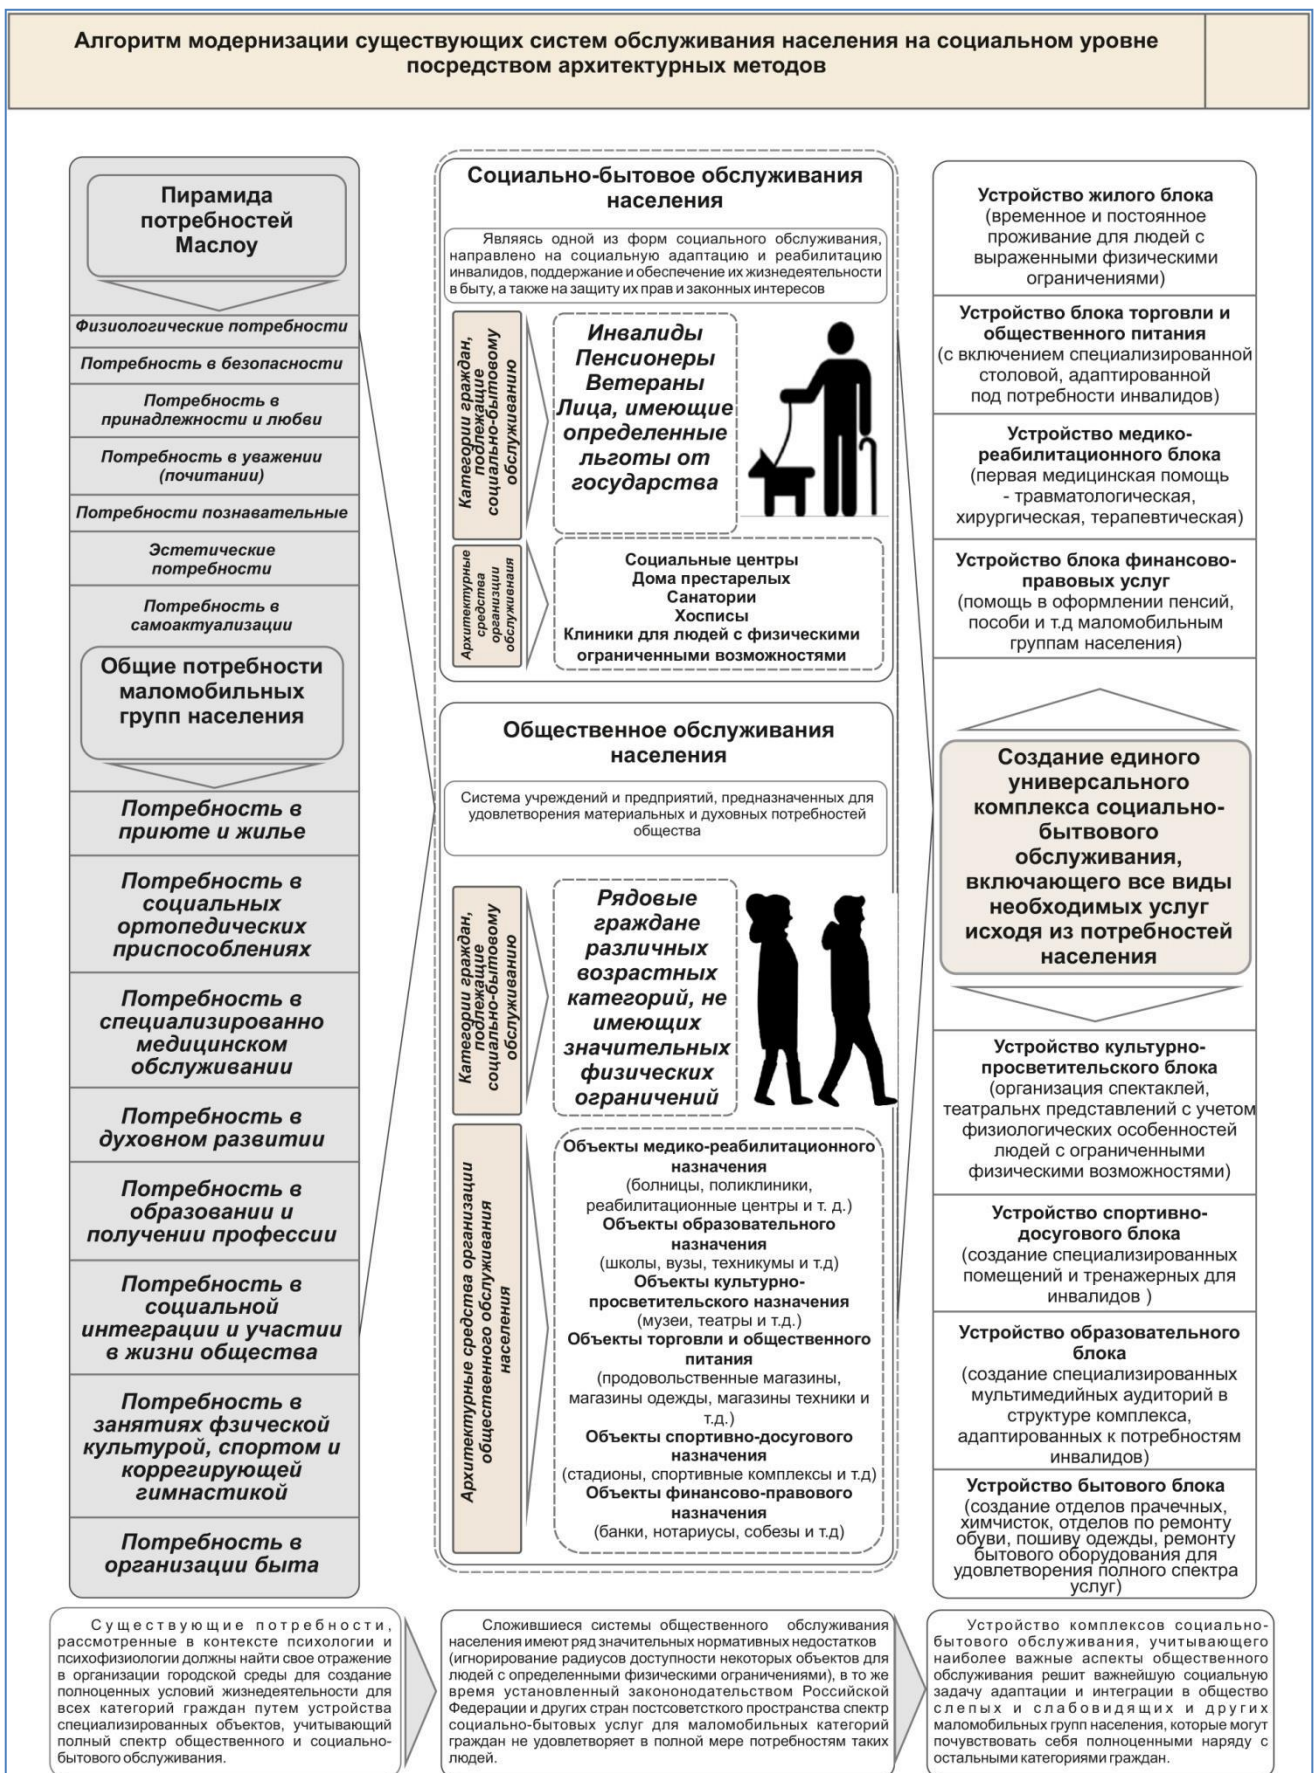 Алгоритм модернизации существующих систем обслуживания населения на социальном уровне
посредством архитектурных методов
Пирамида
потребностей
Маслоу
Физиологические потребности
Потребность в безопасности
Потребность в
принадлежности и любви
Потребность в уважении
(почитании)
Потребности познавательные
Эстетические
потребности
Потребность в
самоактуализации
Общие потребности
маломобильных
групп населения
Потребность в
приюте и жилье
Потребность в
социальных
ортопедических
приспособлениях
Потребность в
специализированно
медицинском
обслуживании
Потребность в
духовном развитии
Потребность в
образовании и
получении профессии
Потребность в
социальной
интеграции и участии
в жизни общества
Потребность в
занятиях фзической
культурой, спортом и
коррегирующей
гимнастикой
Потребность в
организации быта
Социально-бытовое обслуживания
населения
Являясь одной из форм социального обслуживания,
направлено на социальную адаптацию и реабилитацию
инвалидов, поддержание и обеспечение их жизнедеятельности
в быту, а также на защиту их прав и законных интересов
Категории граждан,
подлежащие
социально-бытовому
обслуживанию
Инвалиды
Пенсионеры
Ветераны
Лица, имеющие
определенные
льготы от
государства
Архитектурные
средства
организации
обслуживнаия
Социальные центры
Дома престарелых
Санатории
Хосписы
Клиники для людей с физическими
ограниченными возможностями
Общественное обслуживания
населения
Система учреждений и предприятий, предназначенных для
удовлетворения материальных и духовных потребностей
общества
Категории граждан,
подлежащие
социально-бытовому
обслуживанию
Рядовые
граждане
различных
возрастных
категорий, не
имеющих
значительных
физических
ограничений
Архитектурные средства организации
общественного обслуживания
населения
Объекты медико-реабилитационного
назначения
(болницы, поликлиники,
реабилитационные центры и т. д.)
Объекты образовательного
назначения
(школы, вузы, техникумы и т.д)
Объекты культурно-
просветительского назначения
(музеи, театры и т.д.)
Объекты торговли и общественного
питания
(продовольственные магазины,
магазины одежды, магазины техники и
т.д.)
Объекты спортивно-досугового
назначения
(стадионы, спортивные комплексы и т.д)
Объекты финансово-правового
назначения
(банки, нотариусы, собезы и т.д)
Устройство жилого блока
(временное и постоянное
проживание для людей с
выраженными физическими
ограничениями)
Устройство блока торговли и
общественного питания
(с включением специализированной
столовой, адаптированной
под потребности инвалидов)
Устройство медико-
реабилитационного блока
(первая медицинская помощь
- травматологическая,
хирургическая, терапевтическая)
Устройство блока финансово-
правовых услуг
(помощь в оформлении пенсий,
пособи и т.д маломобильным
группам населения)
Создание единого
универсального
комплекса социально-
бытвового
обслуживания,
включающего все виды
необходимых услуг
исходя из потребностей
населения
Устройство культурно-
просветительского блока
(организация спектаклей,
театральнх представлений с учетом
физиологических особенностей
людей с ограниченными
физическими возможностями)
Устройство спортивно-
досугового блока
(создание специализированных
помещений и тренажерных для
инвалидов )
Устройство образовательного
блока
(создание специализированных
мультимедийных аудиторий в
структуре комплекса,
адаптированных к потребностям
инвалидов)
Устройство бытового блока
(создание отделов прачечных,
химчисток, отделов по ремонту
обуви, пошиву одежды, ремонту
бытового оборудования для
удовлетворения полного спектра
услуг)
Существующие потребности,
рассмотренные в контексте психологии и
психофизиологии должны найти свое отражение
в организации городской среды для создание
полноценных условий жизнедеятельности для
всех категорий граждан путем устройства
специализированных объектов, учитывающий
полный спектр общественного и социально-
бытового обслуживания.
Сложившиеся системы общественного обслуживания
населения имеют ряд значительных нормативных недостатков
(игнорирование радиусов доступности некоторых объектов для
людей с определенными физическими ограничениями), в то же
время установленный закононодательством Российской
Федерации и других стран постсоветсткого пространства спектр
социально-бытовых услуг для маломобильных категорий
граждан не удовлетворяет в полной мере потребностям таких
людей.
Устройство комплексов социально-
бытового обслуживания, учитывающего
наиболее важные аспекты общественного
обслуживания решит важнейшую социальную
задачу адаптации и интеграции в общество
слепых и слабовидящих и других
маломобильных групп населения, которые могут
почувствовать себя полноценными наряду с
остальными категориями граждан.